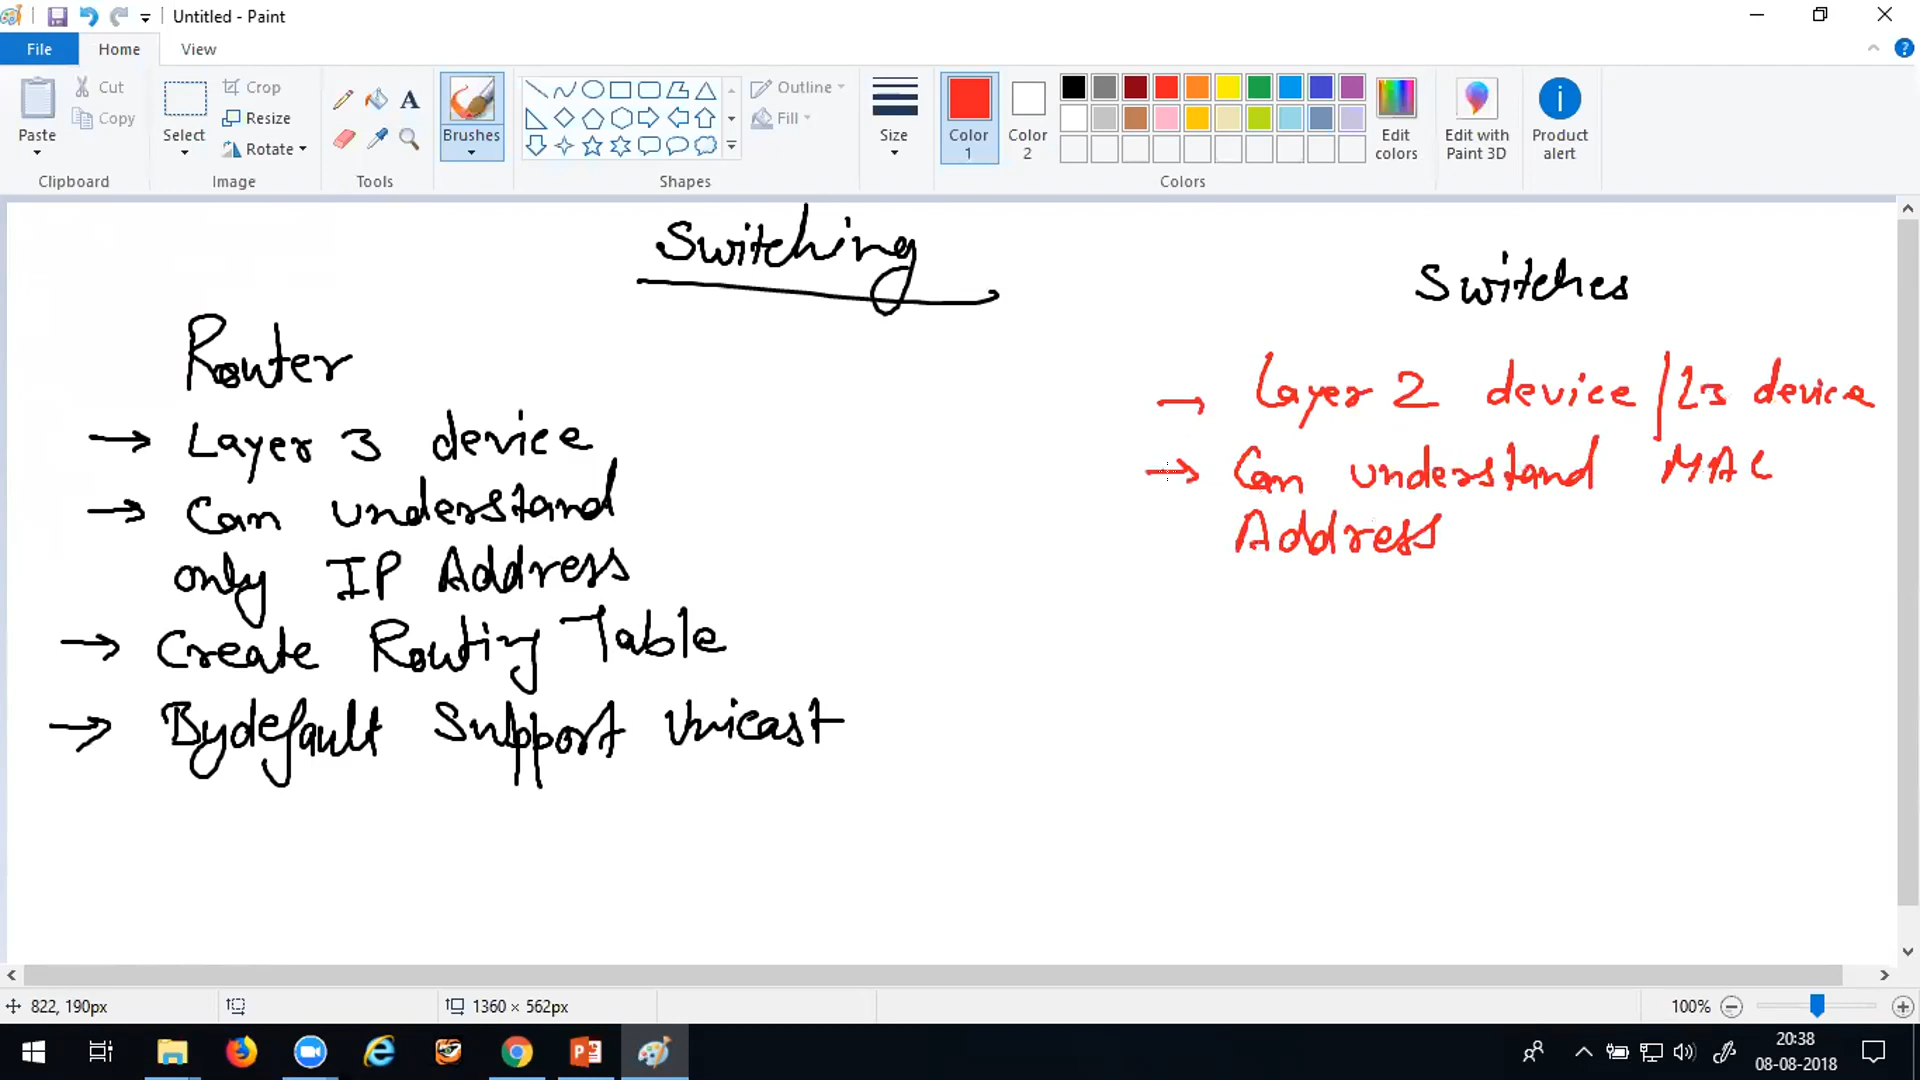 Untitled - Paint
File Home View
Paste
Cut
Copy
Clipboard
Select
Crop
Resize
Rotate
Image
A
Tools
Brushes
Shapes
Outline
Fill
Size
Color 1
Color 2
Colors
Edit colors
Edit with Paint 3D
Product alert
Switching
Switches
Router
→ Layer 3 device
→ Can understand
only IP Address
→ Create Routing Table
→ Bydefault Support Unicast
→ Layer 2 device/L3 device
→ Can understand MAC
Address
822, 190px
1360 × 562px
100%
20:38
08-08-2018